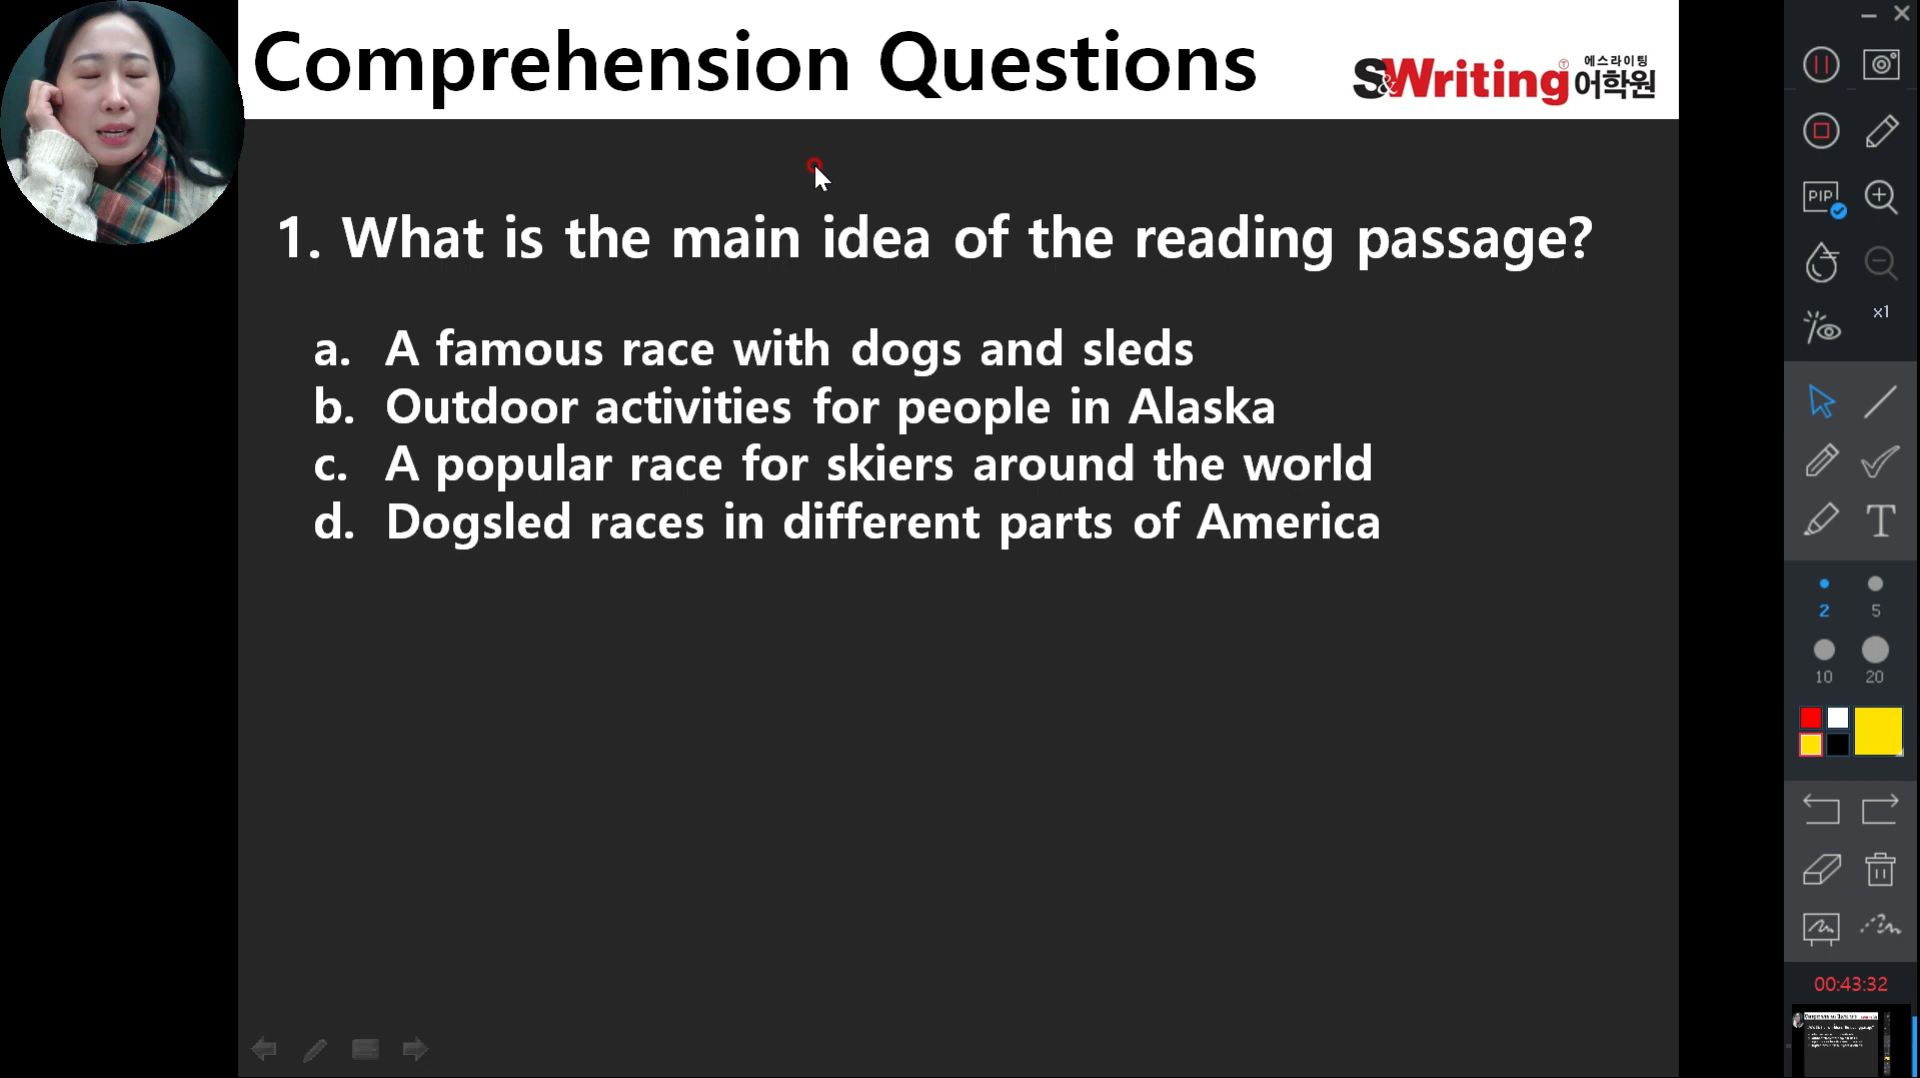 Comprehension Questions
S&Writing 에스라이팅 어학원
1. What is the main idea of the reading passage?
a. A famous race with dogs and sleds
b. Outdoor activities for people in Alaska
c. A popular race for skiers around the world
d. Dogsled races in different parts of America
PIP
x1
T
2 5
10 20
00:43:32